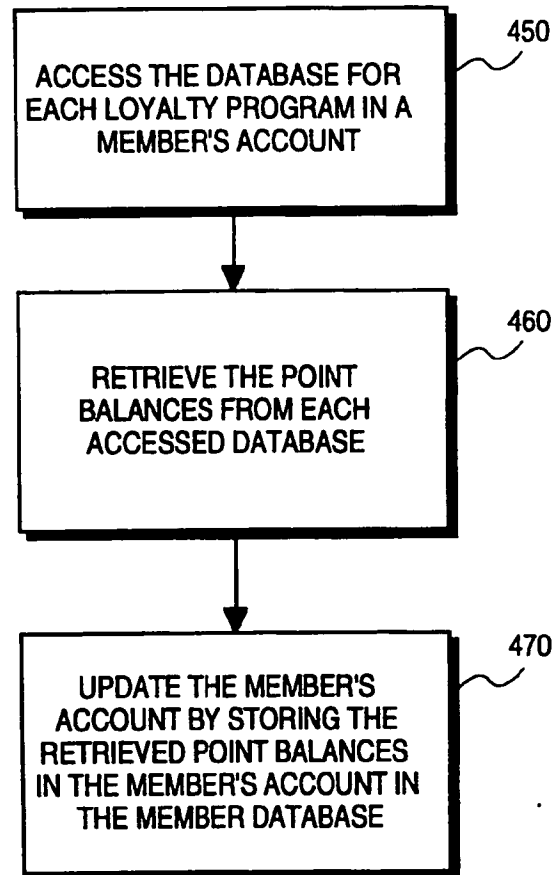 450
ACCESS THE DATABASE FOR
EACH LOYALTY PROGRAM IN A
MEMBER'S ACCOUNT
460
RETRIEVE THE POINT
BALANCES FROM EACH
ACCESSED DATABASE
470
UPDATE THE MEMBER'S
ACCOUNT BY STORING THE
RETRIEVED POINT BALANCES
IN THE MEMBER'S ACCOUNT IN
THE MEMBER DATABASE